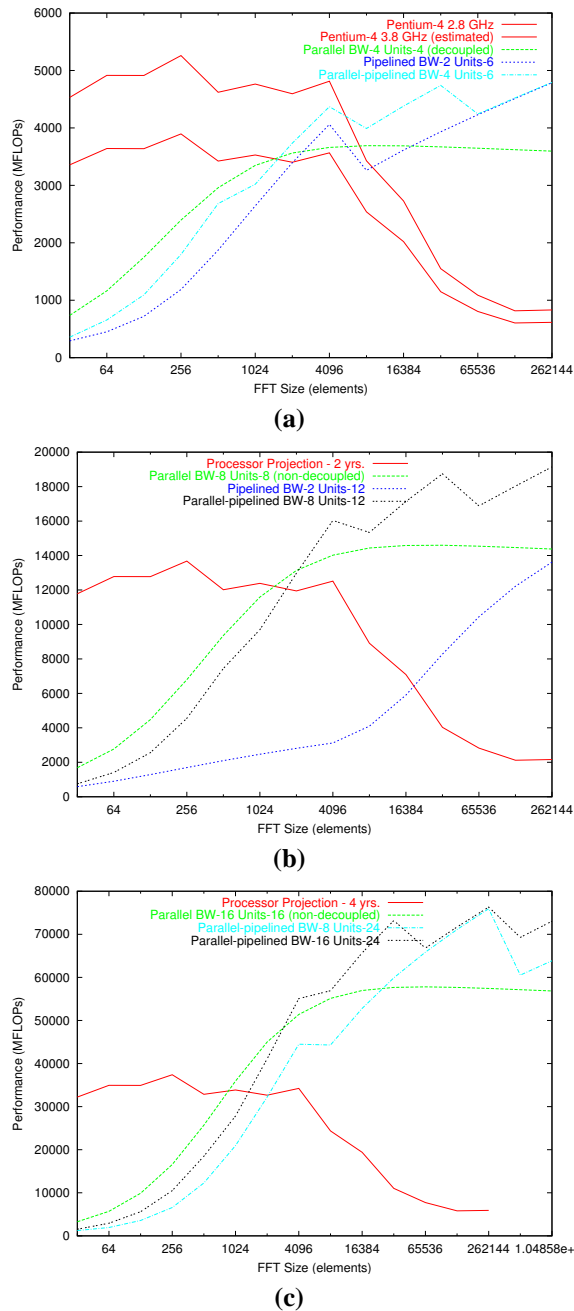 Pentium-4 2.8 GHz
Pentium-4 3.8 GHz (estimated)
Parallel BW-4 Units-4 (decoupled)
Pipelined BW-2 Units-6
Parallel-pipelined BW-4 Units-6
6000
5000
4000
3000
2000
1000
0
Performance (MFLOPs)
64 256 1024 4096 16384 65536 262144
FFT Size (elements)
(a)
Processor Projection - 2 yrs.
Parallel BW-8 Units-8 (non-decoupled)
Pipelined BW-2 Units-12
Parallel-pipelined BW-8 Units-12
20000
18000
16000
14000
12000
10000
8000
6000
4000
2000
0
Performance (MFLOPs)
64 256 1024 4096 16384 65536 262144
FFT Size (elements)
(b)
Processor Projection - 4 yrs.
Parallel BW-16 Units-16 (non-decoupled)
Parallel-pipelined BW-8 Units-24
Parallel-pipelined BW-16 Units-24
80000
70000
60000
50000
40000
30000
20000
10000
0
Performance (MFLOPs)
64 256 1024 4096 16384 65536 262144 1.04858e+
FFT Size (elements)
(c)